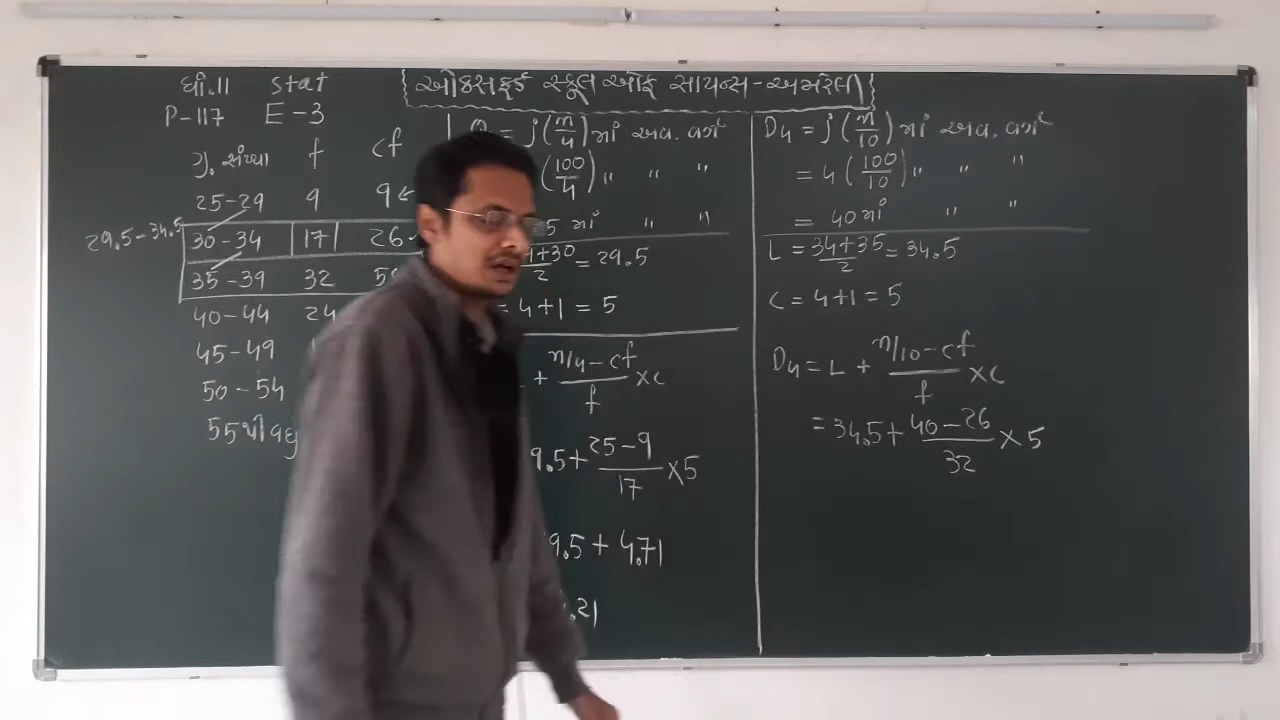 ધો.11 stat
{ઓક્સફર્ડ સ્કૂલ ઓફ સાયન્સ-અમરેલી}
P-117 E-3
ગુ. સંખ્યા f cf
25-29 9 9
29.5-34.5
30-34 17 26
35-39 32
40-44 24
45-49
50-54
55થી વધુ
= j(n/4)માં અવ. વર્ગ
(100/4) " " "
5 માં " "
+30/2 = 29.5
= 4+1 = 5
+ n/4-cf/f ×c
9.5+ 25-9/17 ×5
9.5 + 4.71
.21
D4 = j(n/10)માં અવ. વર્ગ
= 4(100/10)" " "
= 40માં " "
L = 34+35/2 = 34.5
C = 4+1 = 5
D4 = L + n/10-cf/f ×c
= 34.5+ 40-26/32 ×5